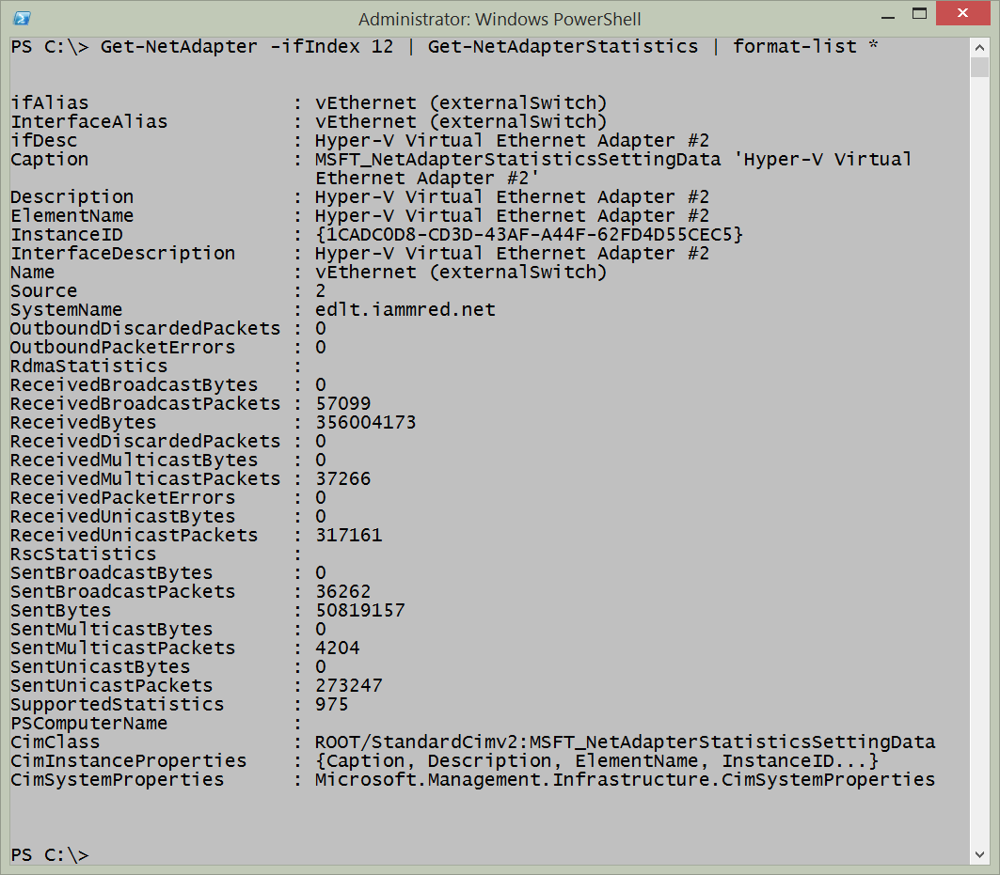 Administrator: Windows PowerShell
PS C:\> Get-NetAdapter -ifIndex 12 | Get-NetAdapterStatistics | format-list *
ifAlias : vEthernet (externalSwitch)
InterfaceAlias : vEthernet (externalSwitch)
ifDesc : Hyper-V Virtual Ethernet Adapter #2
Caption : MSFT_NetAdapterStatisticsSettingData 'Hyper-V Virtual
Ethernet Adapter #2'
Description : Hyper-V Virtual Ethernet Adapter #2
ElementName : Hyper-V Virtual Ethernet Adapter #2
InstanceID : {1CADC0D8-CD3D-43AF-A44F-62FD4D55CEC5}
InterfaceDescription : Hyper-V Virtual Ethernet Adapter #2
Name : vEthernet (externalSwitch)
Source : 2
SystemName : edlt.iammred.net
OutboundDiscardedPackets : 0
OutboundPacketErrors : 0
RdmaStatistics :
ReceivedBroadcastBytes : 0
ReceivedBroadcastPackets : 57099
ReceivedBytes : 356004173
ReceivedDiscardedPackets : 0
ReceivedMulticastBytes : 0
ReceivedMulticastPackets : 37266
ReceivedPacketErrors : 0
ReceivedUnicastBytes : 0
ReceivedUnicastPackets : 317161
RscStatistics :
SentBroadcastBytes : 0
SentBroadcastPackets : 36262
SentBytes : 50819157
SentMulticastBytes : 0
SentMulticastPackets : 4204
SentUnicastBytes : 0
SentUnicastPackets : 273247
SupportedStatistics : 975
PSComputerName :
CimClass : ROOT/StandardCimv2:MSFT_NetAdapterStatisticsSettingData
CimInstanceProperties : {Caption, Description, ElementName, InstanceID...}
CimSystemProperties : Microsoft.Management.Infrastructure.CimSystemProperties
PS C:\>